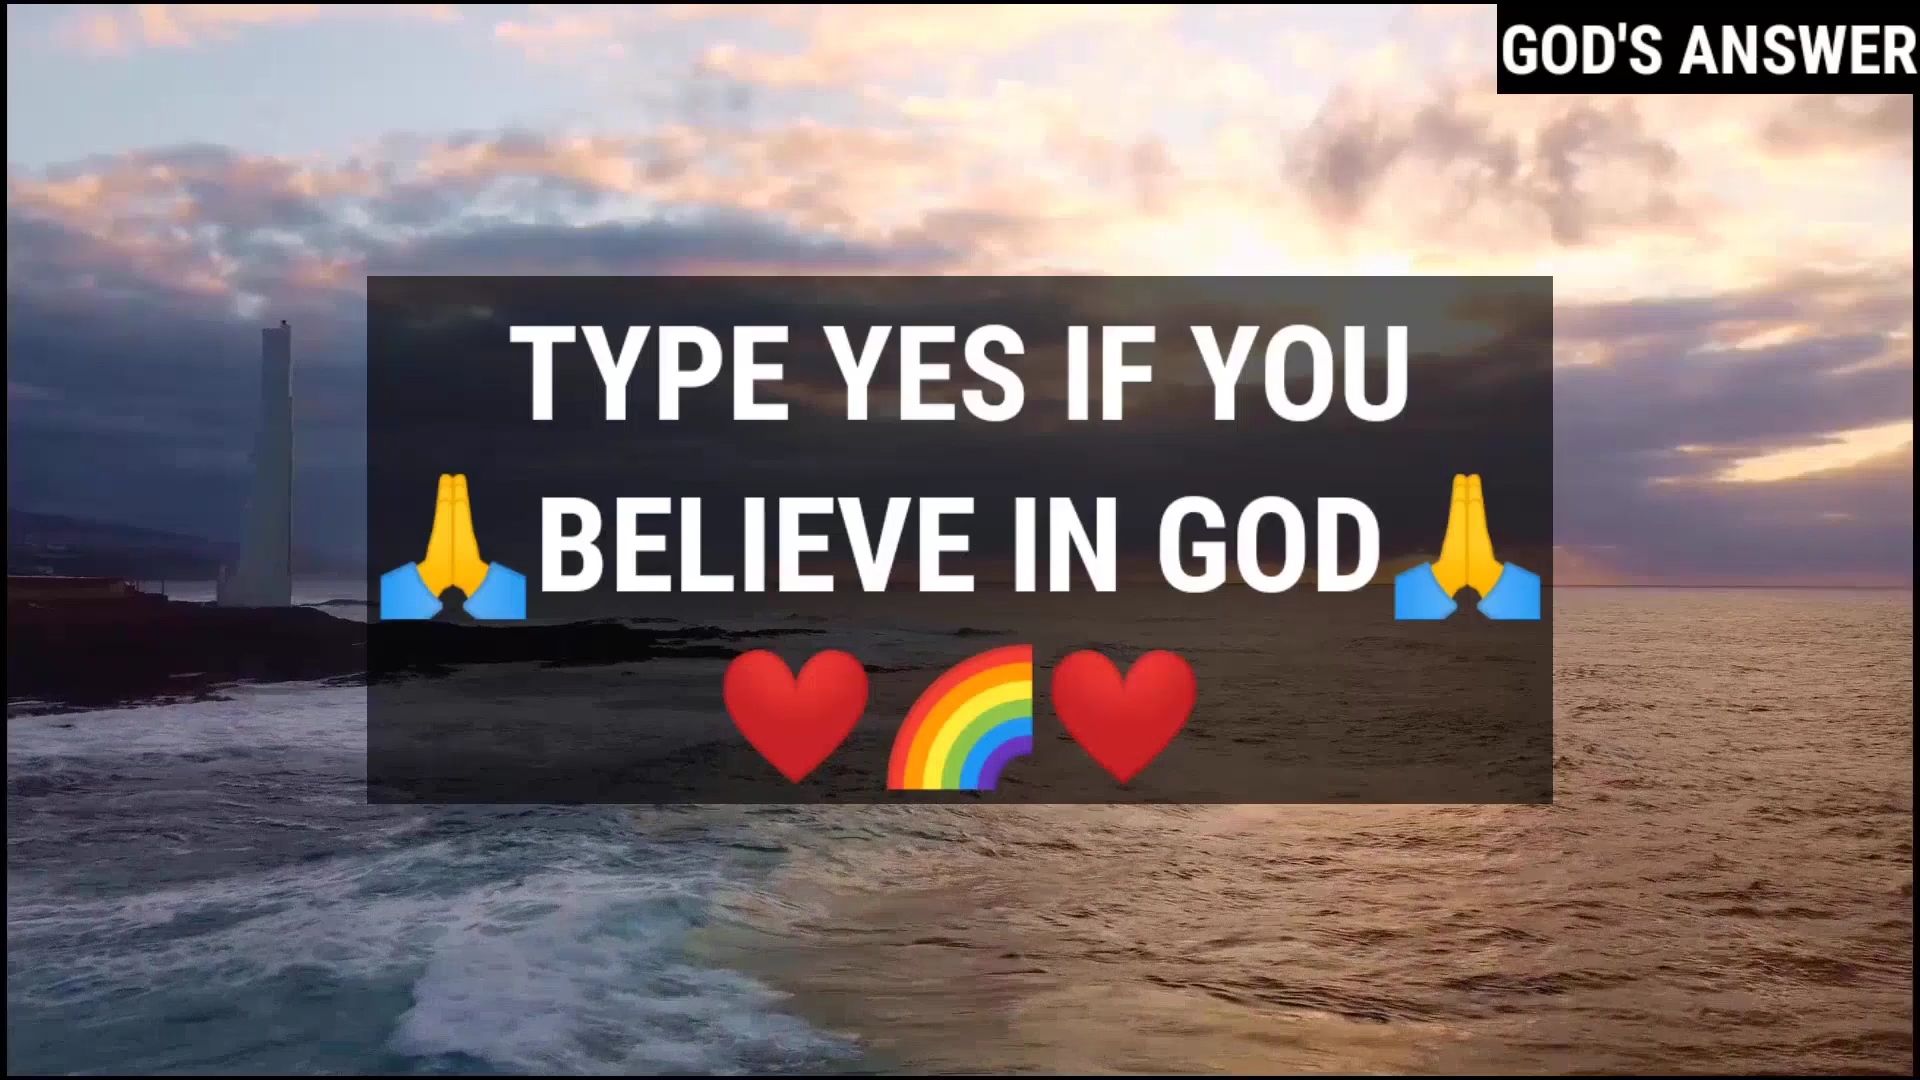 GOD'S ANSWER
TYPE YES IF YOU
🙏BELIEVE IN GOD🙏
❤️🌈❤️